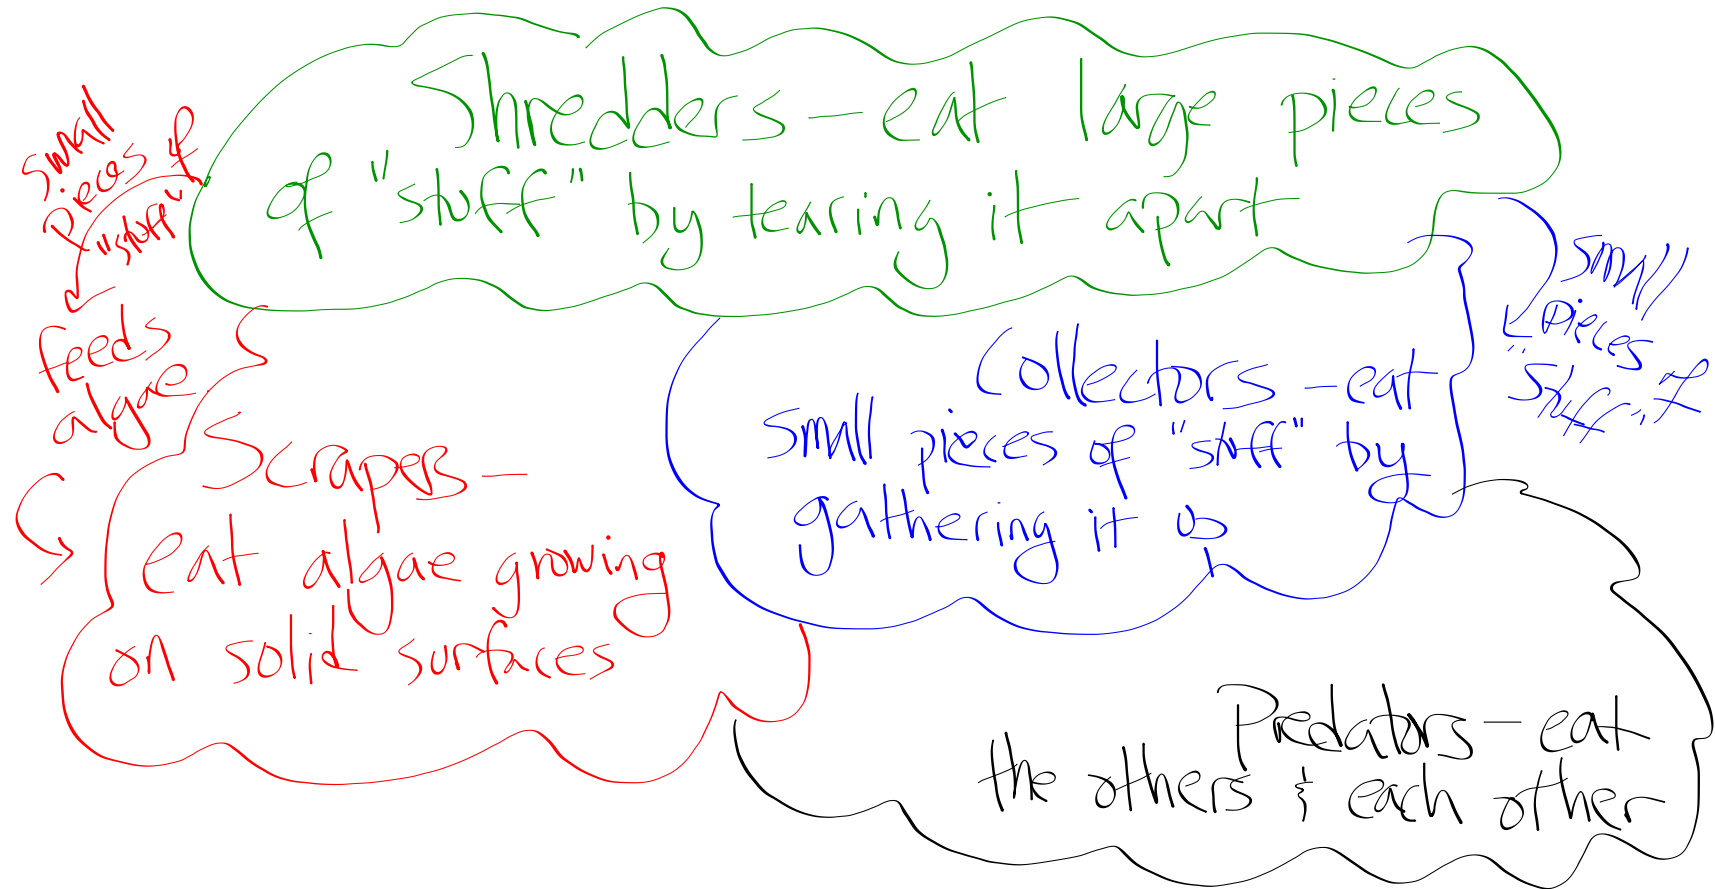 Shredders - eat large pieces
of "stuff" by tearing it apart
small
pieces of
"stuff"
feeds
algae
Scrapers -
eat algae growing
on solid surfaces
Collectors - eat
small pieces of "stuff" by
gathering it up
small
pieces of
"stuff"
Predators - eat
the others & each other